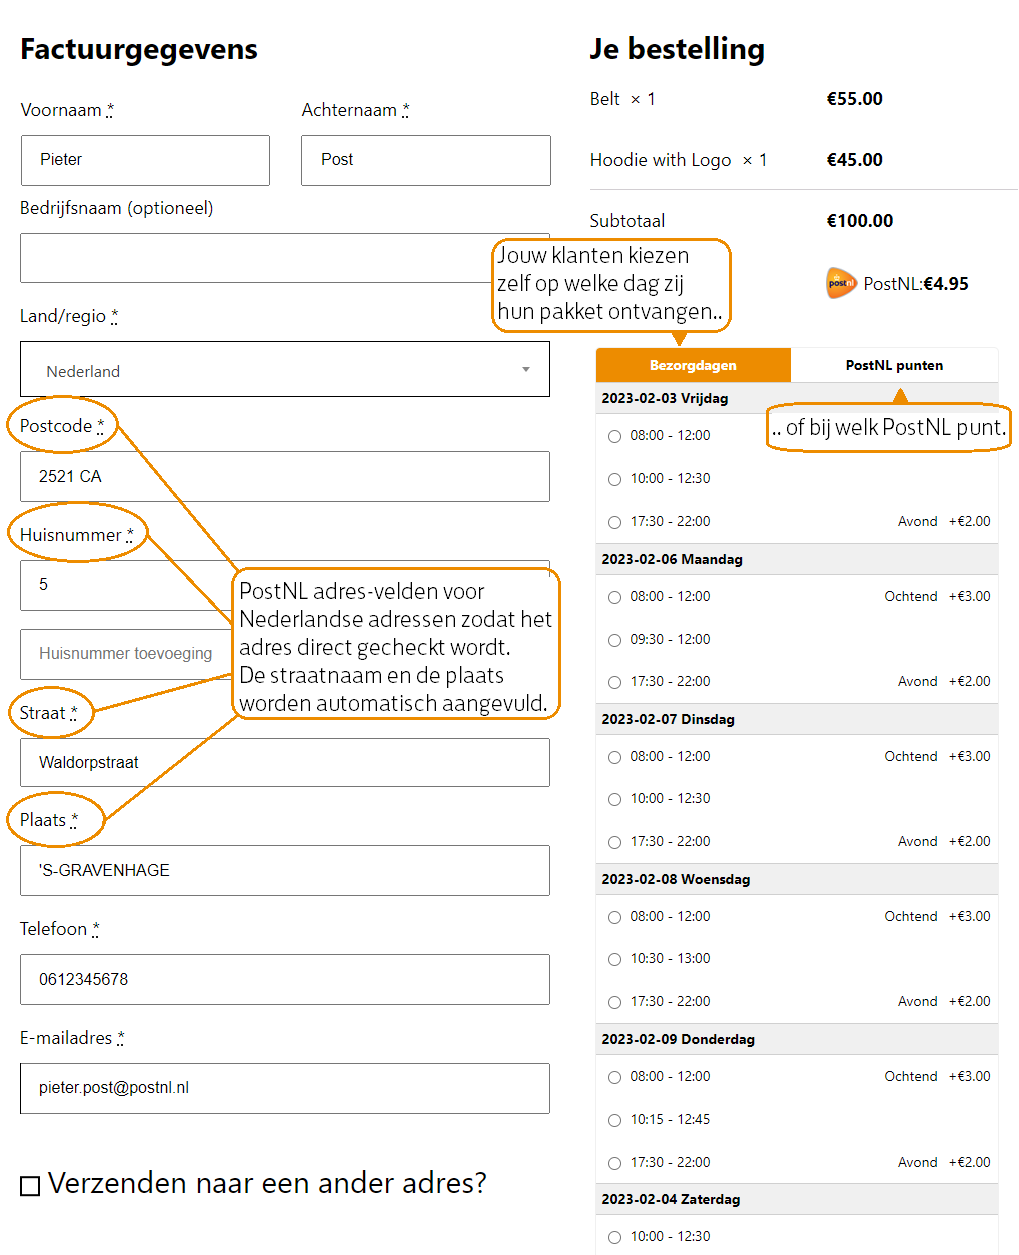 Factuurgegevens
Voornaam *
Achternaam *
Pieter
Post
Bedrijfsnaam (optioneel)
Land/regio *
Nederland
Postcode *
2521 CA
Huisnummer *
5
Huisnummer toevoeging
PostNL adres-velden voor
Nederlandse adressen zodat het
adres direct gecheckt wordt.
De straatnaam en de plaats
worden automatisch aangevuld.
Straat *
Waldorpstraat
Plaats *
'S-GRAVENHAGE
Telefoon *
0612345678
E-mailadres *
pieter.post@postnl.nl
Verzenden naar een ander adres?
Je bestelling
Belt × 1 €55.00
Hoodie with Logo × 1 €45.00
Subtotaal €100.00
Jouw klanten kiezen
zelf op welke dag zij
hun pakket ontvangen..
postnl PostNL:€4.95
Bezorgdagen PostNL punten
.. of bij welk PostNL punt.
2023-02-03 Vrijdag
08:00 - 12:00
10:00 - 12:30
17:30 - 22:00 Avond +€2.00
2023-02-06 Maandag
08:00 - 12:00 Ochtend +€3.00
09:30 - 12:00
17:30 - 22:00 Avond +€2.00
2023-02-07 Dinsdag
08:00 - 12:00 Ochtend +€3.00
10:00 - 12:30
17:30 - 22:00 Avond +€2.00
2023-02-08 Woensdag
08:00 - 12:00 Ochtend +€3.00
10:30 - 13:00
17:30 - 22:00 Avond +€2.00
2023-02-09 Donderdag
08:00 - 12:00 Ochtend +€3.00
10:15 - 12:45
17:30 - 22:00 Avond +€2.00
2023-02-04 Zaterdag
10:00 - 12:30